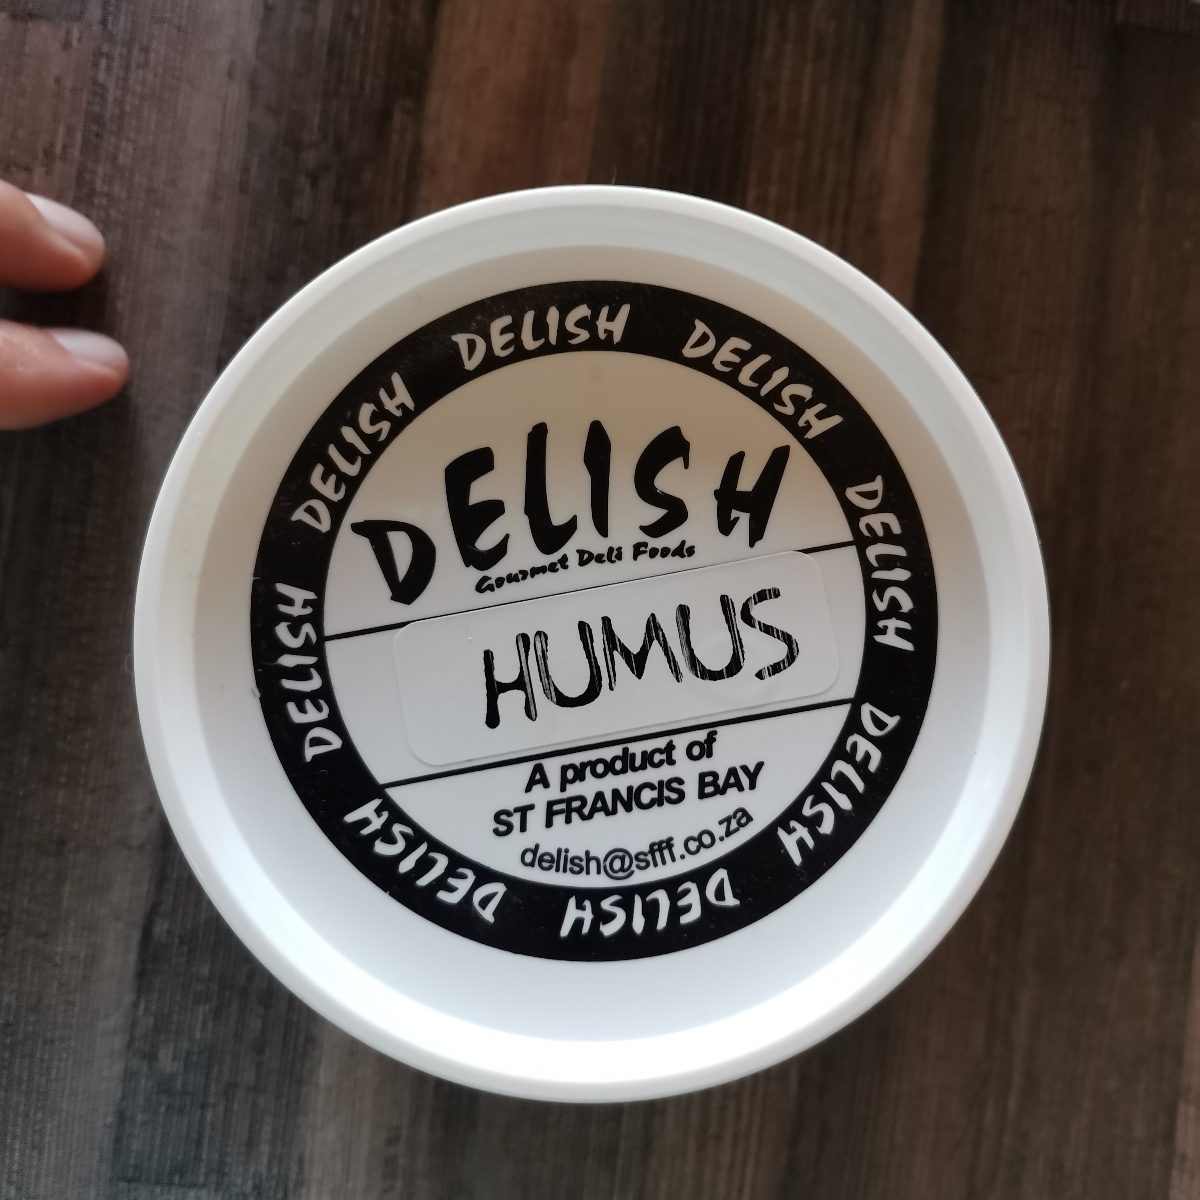 DELISH DELISH DELISH DELISH DELISH DELISH DELISH DELISH
DELISH
Gourmet Deli Foods
HUMUS
A product of
ST FRANCIS BAY
delish@sfff.co.za